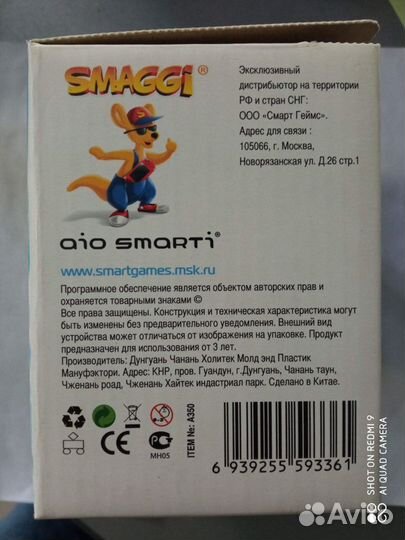 SMAGGI®
Эксклюзивный
дистрибьютор на территории
РФ и стран СНГ:
ООО «Смарт Геймс».
Адрес для связи :
105066, г. Москва,
Новорязанская ул. Д.26 стр.1
aio smarti®
www.smartgames.msk.ru
Программное обеспечение является объектом авторских прав и
охраняется товарными знаками ©
Все права защищены. Конструкция и техническая характеристика могут
быть изменены без предварительного уведомления. Внешний вид
устройства может отличаться от изображения на упаковке. Продукт
предназначен для использования от 3 лет.
Производитель: Дунгуань Чанань Холитек Молд энд Пластик
Мануфэктори. Адрес: КНР, пров. Гуандун, г.Дунгуань, Чанань таун,
Чженань роад, Чженань Хайтек индастриал парк. Сделано в Китае.
0-3
CE
МН05
ITEM №: A350
6 939255 593361
SHOT ON REDMI 9
AI QUAD CAMERA
Avito